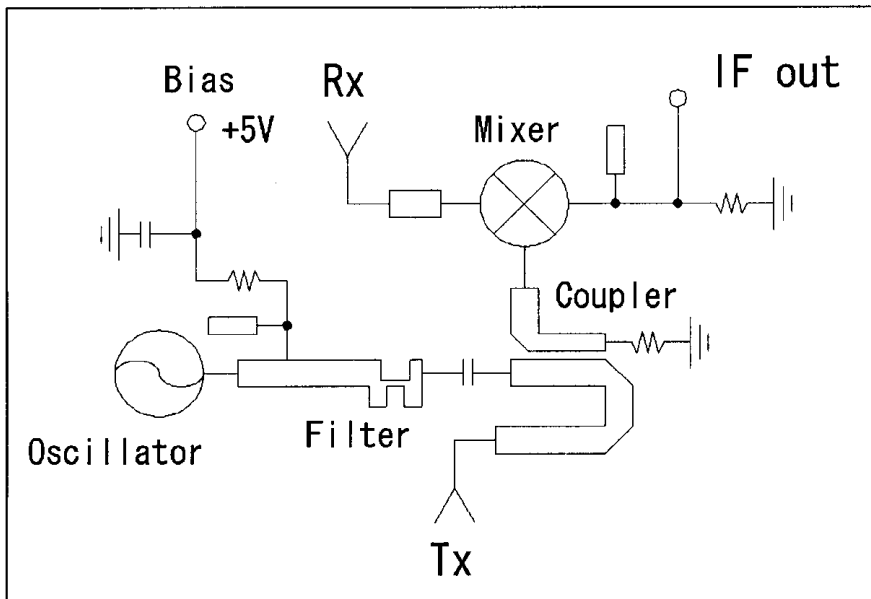 Bias
+5V
Rx
Mixer
IF out
Coupler
Oscillator
Filter
Tx